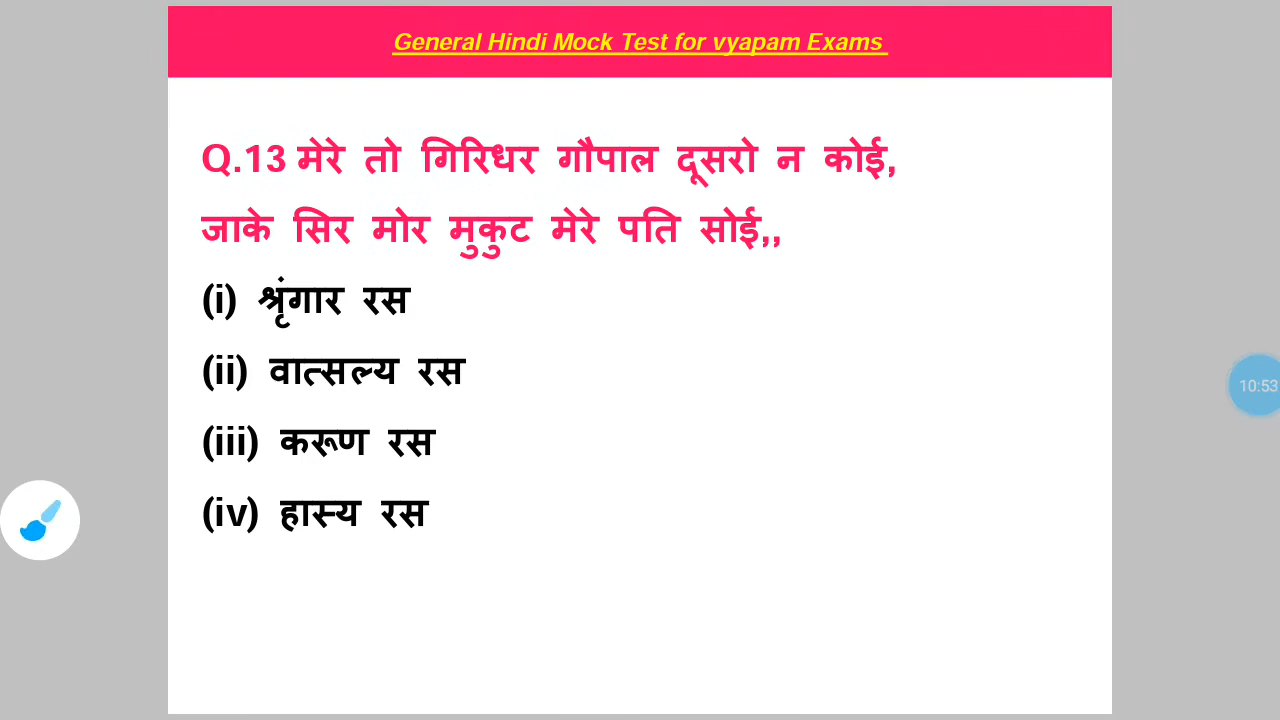 General Hindi Mock Test for vyapam Exams
Q.13 मेरे तो गिरिधर गौपाल दूसरो न कोई,
जाके सिर मोर मुकुट मेरे पति सोई,,
(i) श्रृंगार रस
(ii) वात्सल्य रस
(iii) करूण रस
(iv) हास्य रस
10:53